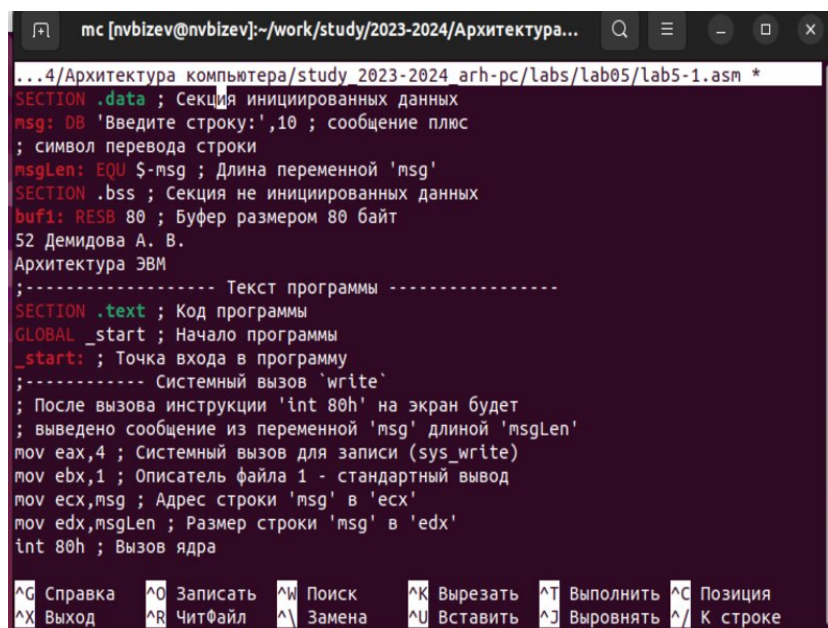 mc [nvbizev@nvbizev]:~/work/study/2023-2024/Архитектура...
...4/Архитектура компьютера/study_2023-2024_arh-pc/labs/lab05/lab5-1.asm *
SECTION .data ; Секция инициированных данных
msg: DB 'Введите строку:',10 ; сообщение плюс
; символ перевода строки
msgLen: EQU $-msg ; Длина переменной 'msg'
SECTION .bss ; Секция не инициированных данных
buf1: RESB 80 ; Буфер размером 80 байт
52 Демидова А. В.
Архитектура ЭВМ
;------------------- Текст программы -----------------
SECTION .text ; Код программы
GLOBAL _start ; Начало программы
_start: ; Точка входа в программу
;------------ Системный вызов `write`
; После вызова инструкции 'int 80h' на экран будет
; выведено сообщение из переменной 'msg' длиной 'msgLen'
mov eax,4 ; Системный вызов для записи (sys_write)
mov ebx,1 ; Описатель файла 1 - стандартный вывод
mov ecx,msg ; Адрес строки 'msg' в 'ecx'
mov edx,msgLen ; Размер строки 'msg' в 'edx'
int 80h ; Вызов ядра
^G Справка ^O Записать ^W Поиск ^K Вырезать ^T Выполнить ^C Позиция
^X Выход ^R ЧитФайл ^\ Замена ^U Вставить ^J Выровнять ^/ К строке